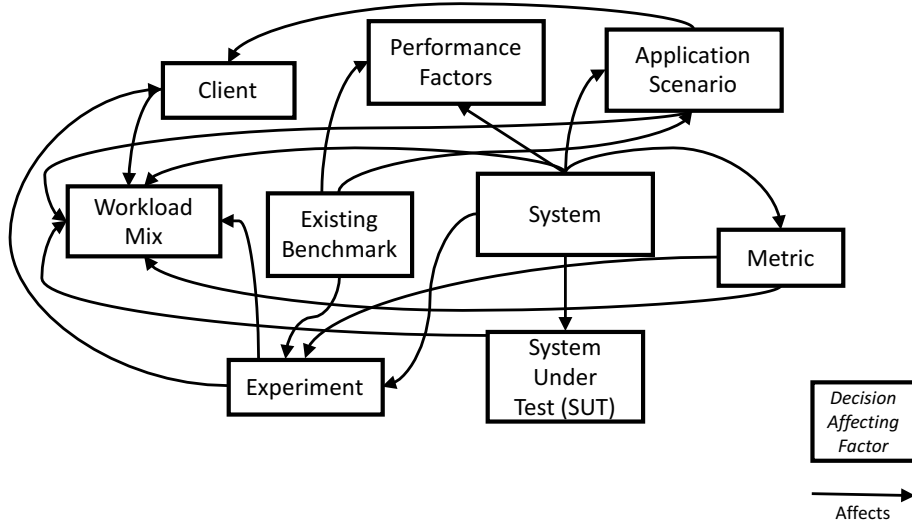 Client
Performance
Factors
Application
Scenario
Workload
Mix
Existing
Benchmark
System
Metric
Experiment
System
Under
Test (SUT)
Decision
Affecting
Factor
Affects